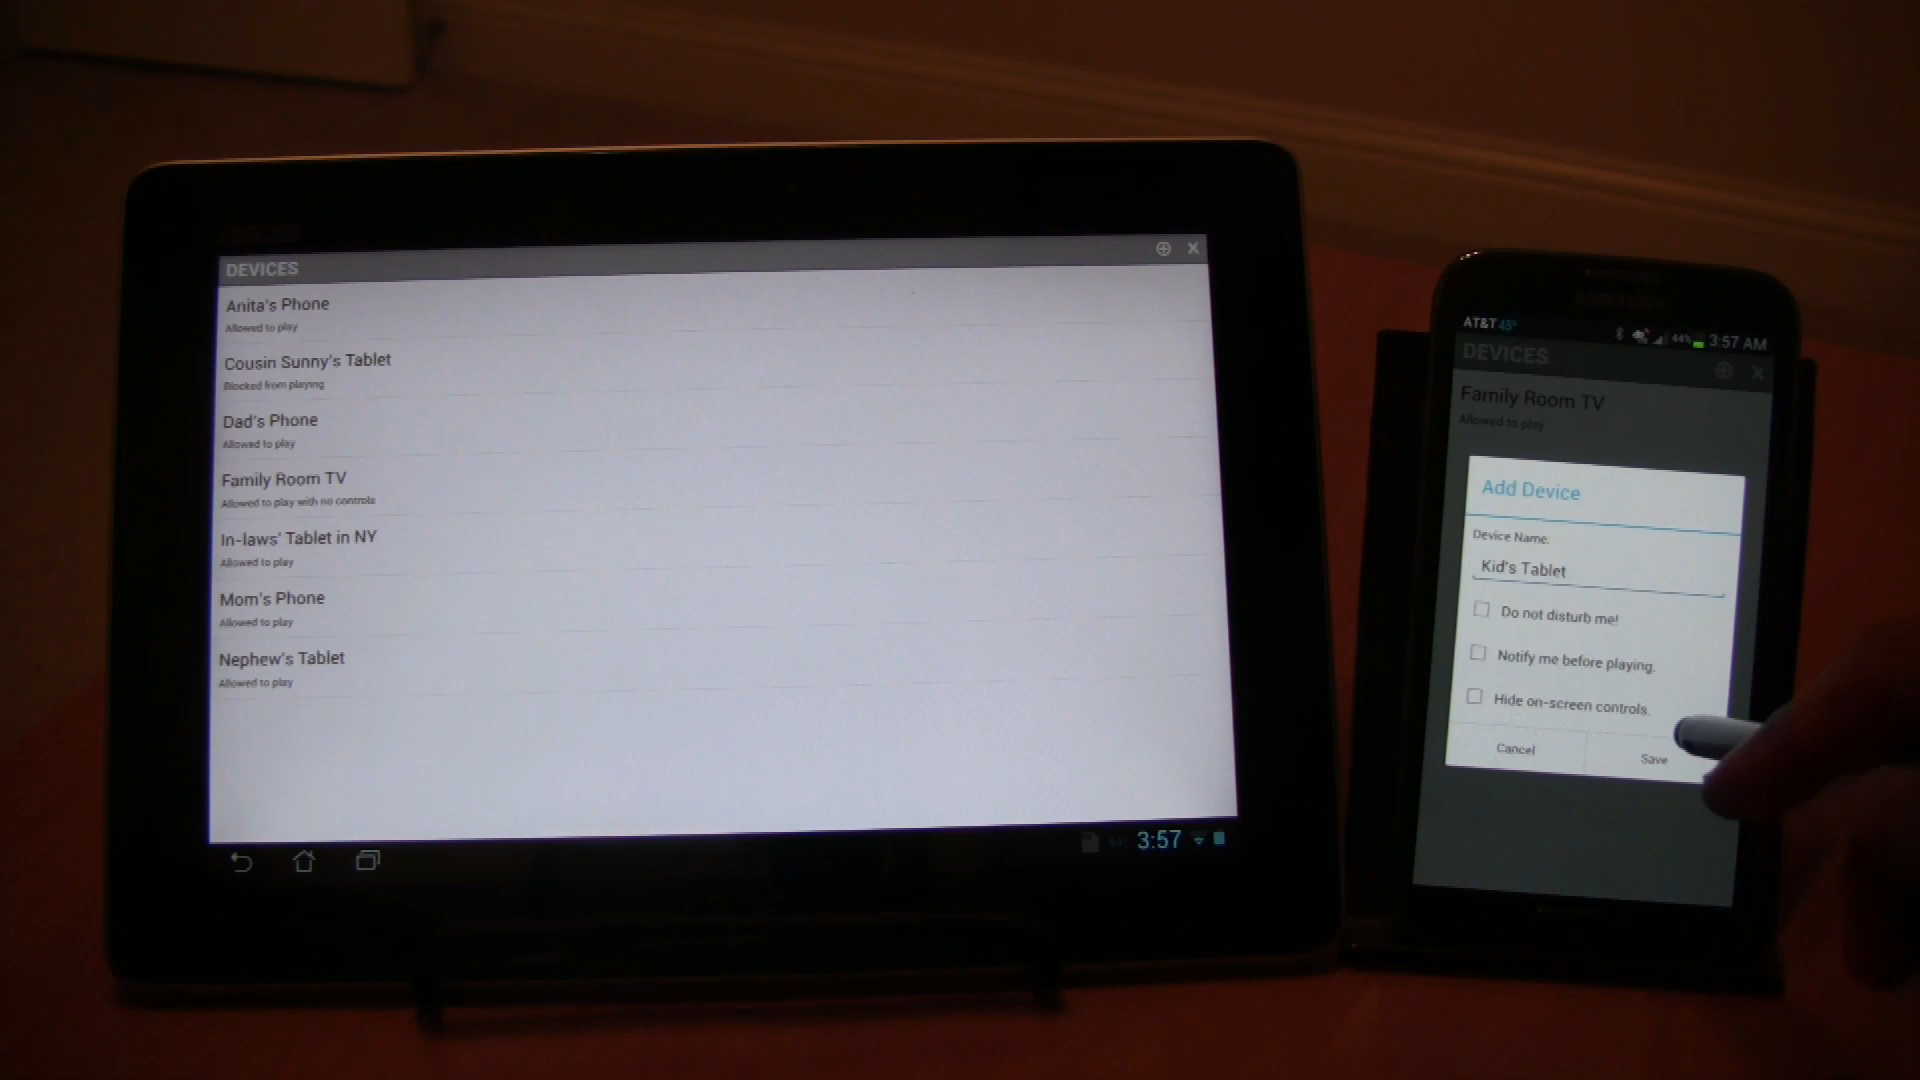 DEVICES
Anita's Phone
Allowed to play
Cousin Sunny's Tablet
Blocked from playing
Dad's Phone
Allowed to play
Family Room TV
Allowed to play with no controls
In-laws' Tablet in NY
Allowed to play
Mom's Phone
Allowed to play
Nephew's Tablet
Allowed to play
3:57
AT&T 45° 44% 3:57 AM
DEVICES
Family Room TV
Allowed to play
Add Device
Device Name:
Kid's Tablet
Do not disturb me!
Notify me before playing.
Hide on-screen controls.
Cancel Save